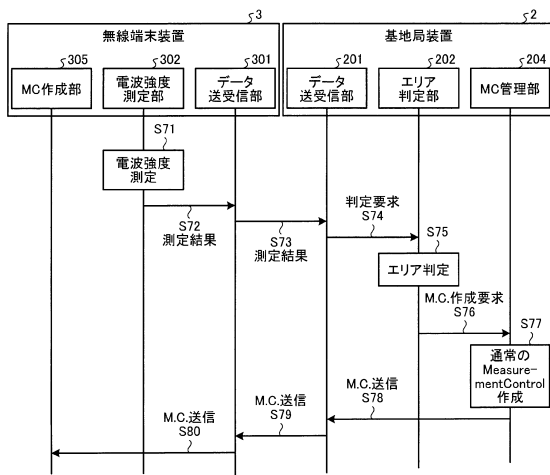 3
2
無線端末装置
基地局装置
305
302
301
201
202
204
MC作成部
電波強度
測定部
データ
送受信部
データ
送受信部
エリア
判定部
MC管理部
S71
電波強度
測定
S72
測定結果
S73
測定結果
判定要求
S74
S75
エリア判定
M.C.作成要求
S76
S77
通常の
Measure-
mentControl
作成
M.C.送信
S78
M.C.送信
S79
M.C.送信
S80